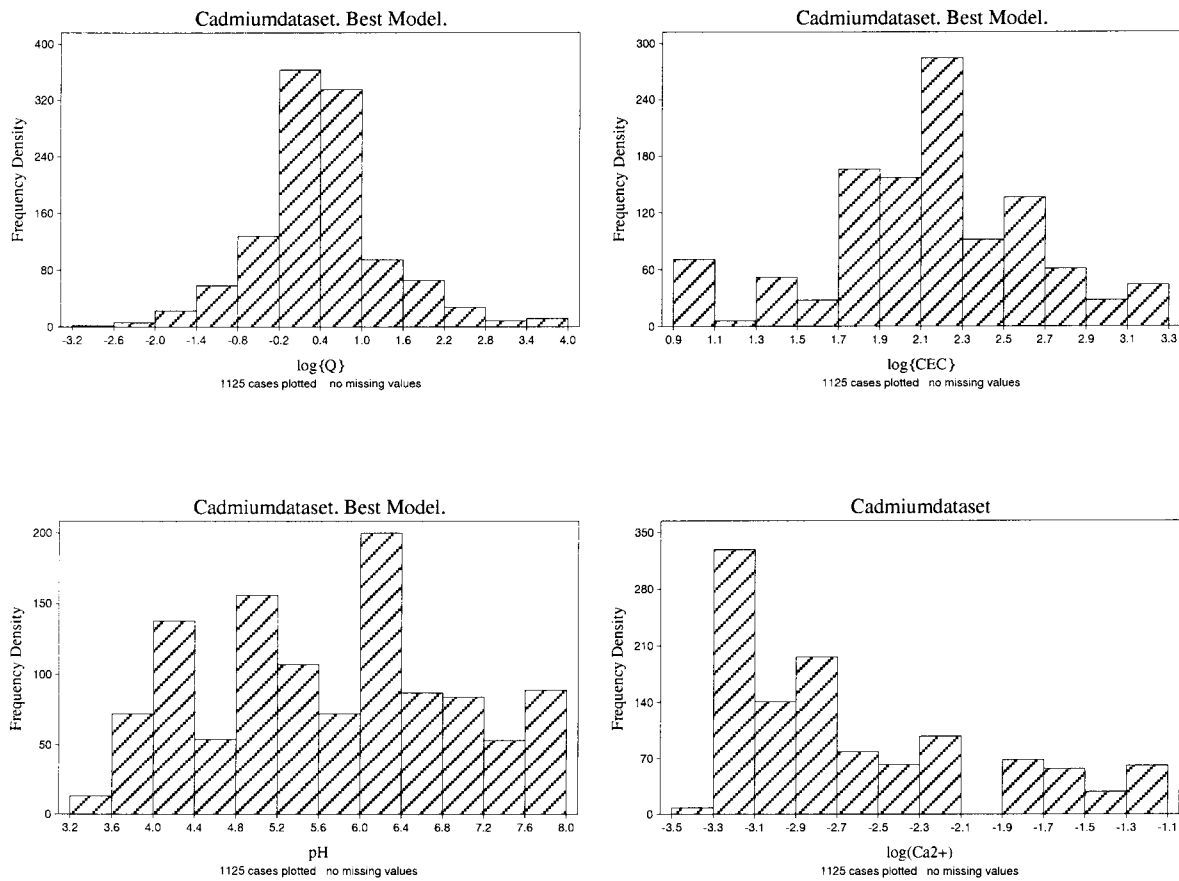 Cadmiumdataset. Best Model.
400
320
240
160
80
0
Frequency Density
-3.2 -2.6 -2.0 -1.4 -0.8 -0.2 0.4 1.0 1.6 2.2 2.8 3.4 4.0
log{Q}
1125 cases plotted no missing values
Cadmiumdataset. Best Model.
300
240
180
120
60
0
Frequency Density
0.9 1.1 1.3 1.5 1.7 1.9 2.1 2.3 2.5 2.7 2.9 3.1 3.3
log{CEC}
1125 cases plotted no missing values
Cadmiumdataset. Best Model.
200
150
100
50
0
Frequency Density
3.2 3.6 4.0 4.4 4.8 5.2 5.6 6.0 6.4 6.8 7.2 7.6 8.0
pH
1125 cases plotted no missing values
Cadmiumdataset
350
280
210
140
70
0
Frequency Density
-3.5 -3.3 -3.1 -2.9 -2.7 -2.5 -2.3 -2.1 -1.9 -1.7 -1.5 -1.3 -1.1
log(Ca2+)
1125 cases plotted no missing values